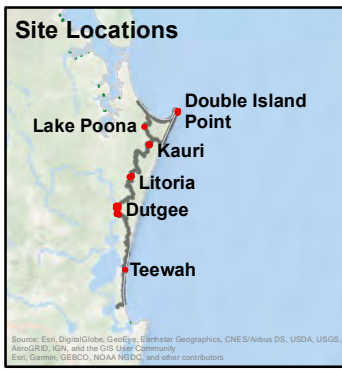 Site Locations
Double Island
Point
Lake Poona
Kauri
Litoria
Dutgee
Teewah
Source: Esri, DigitalGlobe, GeoEye, Earthstar Geographics, CNES/Airbus DS, USDA, USGS,
AeroGRID, IGN, and the GIS User Community
Esri, Garmin, GEBCO, NOAA NGDC, and other contributors